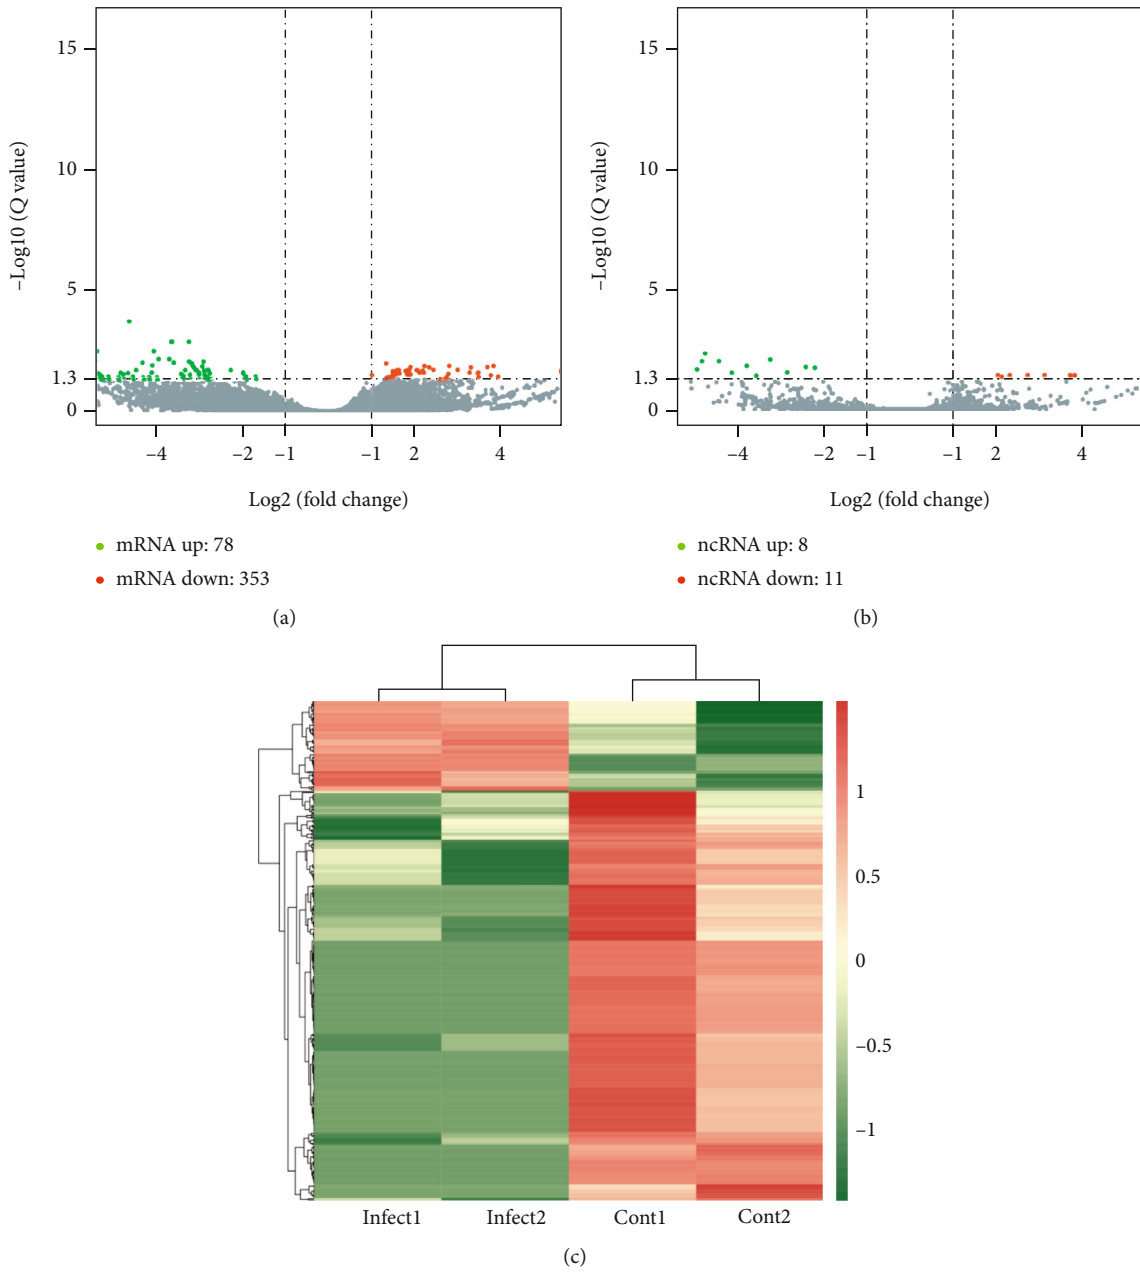 15
10
5
1.3
0
−Log10 (Q value)
−4
−2
−1
−1
2
4
Log2 (fold change)
mRNA up: 78
mRNA down: 353
(a)
15
10
5
1.3
0
−Log10 (Q value)
−4
−2
−1
−1
2
4
Log2 (fold change)
ncRNA up: 8
ncRNA down: 11
(b)
1
0.5
0
−0.5
−1
Infect1
Infect2
Cont1
Cont2
(c)